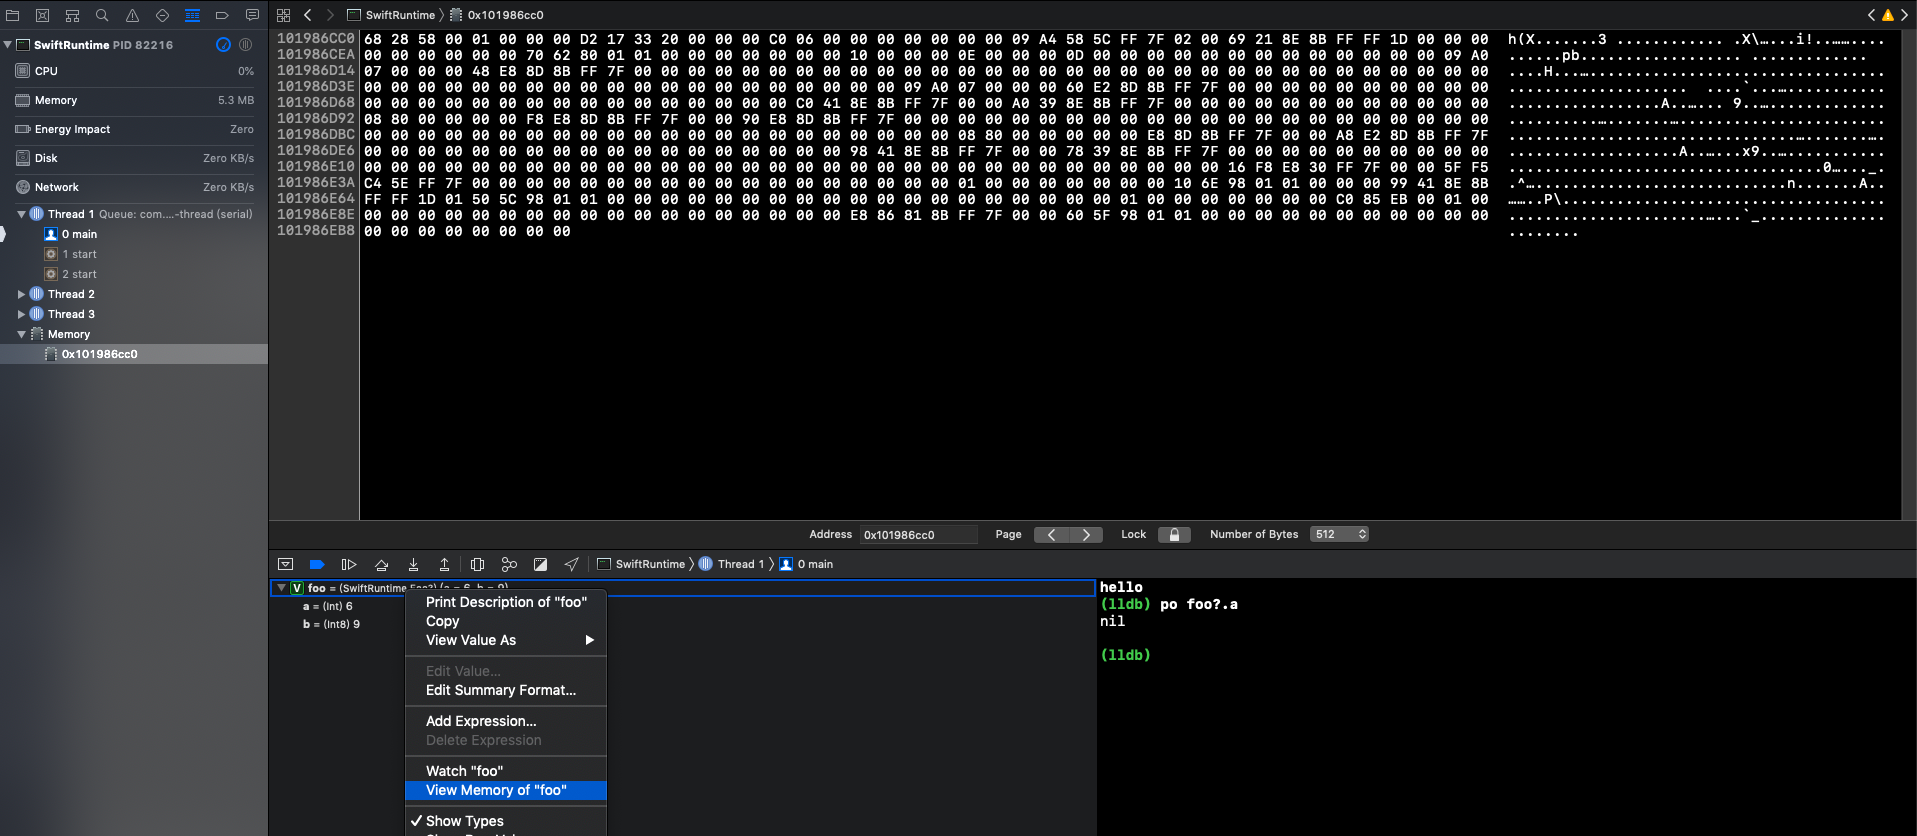 SwiftRuntime 0x101986cc0
SwiftRuntime PID 82216
CPU 0%
Memory 5.3 MB
Energy Impact Zero
Disk Zero KB/s
Network Zero KB/s
Thread 1 Queue: com....-thread (serial)
0 main
1 start
2 start
Thread 2
Thread 3
Memory
0x101986cc0
101986CC0 68 28 58 00 01 00 00 00 D2 17 33 20 00 00 00 C0 06 00 00 00 00 00 00 00 09 A4 58 5C FF 7F 02 00 69 21 8E 8B FF FF 1D 00 00 00
101986CEA 00 00 00 00 00 00 70 62 80 01 01 00 00 00 00 00 00 00 10 00 00 00 0E 00 00 00 0D 00 00 00 00 00 00 00 00 00 00 00 00 00 09 A0
101986D14 07 00 00 00 48 E8 8D 8B FF 7F 00 00 00 00 00 00 00 00 00 00 00 00 00 00 00 00 00 00 00 00 00 00 00 00 00 00 00 00 00 00 00 00
101986D3E 00 00 00 00 00 00 00 00 00 00 00 00 00 00 00 00 00 00 00 00 09 A0 07 00 00 00 60 E2 8D 8B FF 7F 00 00 00 00 00 00 00 00 00 00
101986D68 00 00 00 00 00 00 00 00 00 00 00 00 00 00 00 00 C0 41 8E 8B FF 7F 00 00 A0 39 8E 8B FF 7F 00 00 00 00 00 00 00 00 00 00 00 00
101986D92 08 80 00 00 00 00 F8 E8 8D 8B FF 7F 00 00 90 E8 8D 8B FF 7F 00 00 00 00 00 00 00 00 00 00 00 00 00 00 00 00 00 00 00 00 00 00
101986DBC 00 00 00 00 00 00 00 00 00 00 00 00 00 00 00 00 00 00 00 00 00 00 08 80 00 00 00 00 00 E8 8D 8B FF 7F 00 00 A8 E2 8D 8B FF 7F
101986DE6 00 00 00 00 00 00 00 00 00 00 00 00 00 00 00 00 00 00 98 41 8E 8B FF 7F 00 00 78 39 8E 8B FF 7F 00 00 00 00 00 00 00 00 00 00
101986E10 00 00 00 00 00 00 00 00 00 00 00 00 00 00 00 00 00 00 00 00 00 00 00 00 00 00 00 00 00 00 00 00 16 F8 E8 30 FF 7F 00 00 5F F5
101986E3A C4 5E FF 7F 00 00 00 00 00 00 00 00 00 00 00 00 00 00 00 00 00 00 01 00 00 00 00 00 00 00 10 6E 98 01 01 00 00 00 99 41 8E 8B
101986E64 FF FF 1D 01 50 5C 98 01 01 00 00 00 00 00 00 00 00 00 00 00 00 00 00 00 00 00 00 00 01 00 00 00 00 00 00 00 C0 85 EB 00 01 00
101986E8E 00 00 00 00 00 00 00 00 00 00 00 00 00 00 00 00 00 00 E8 86 81 8B FF 7F 00 00 60 5F 98 01 01 00 00 00 00 00 00 00 00 00 00 00
101986EB8 00 00 00 00 00 00 00 00
Address 0x101986cc0 Page Lock Number of Bytes 512
SwiftRuntime Thread 1 0 main
V foo = (SwiftRuntime.Foo?) (a = 6, b = 9)
a = (Int) 6
b = (Int8) 9
Print Description of "foo"
Copy
View Value As
Edit Value...
Edit Summary Format...
Add Expression...
Delete Expression
Watch "foo"
View Memory of "foo"
Show Types
hello
(lldb) po foo?.a
nil
(lldb)